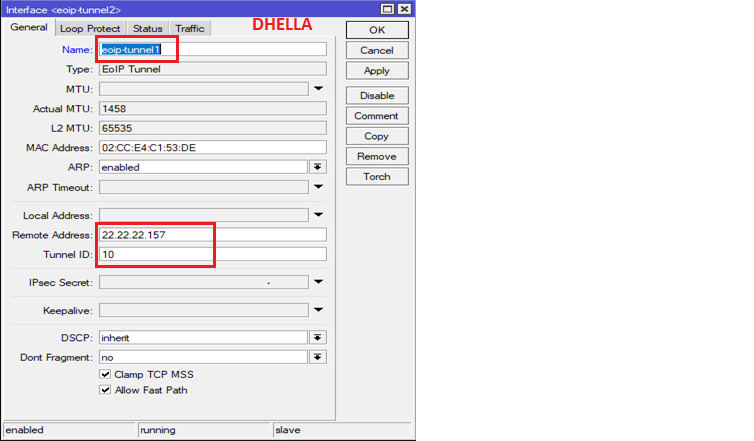 Interface <eoip-tunnel2>
General Loop Protect Status Traffic DHELLA
OK
Name: eoip-tunnel1
Cancel
Type: EoIP Tunnel
Apply
MTU:
Disable
Actual MTU: 1458
Comment
L2 MTU: 65535
Copy
MAC Address: 02:CC:E4:C1:53:DE
Remove
ARP: enabled
Torch
ARP Timeout:
Local Address:
Remote Address: 22.22.22.157
Tunnel ID: 10
IPsec Secret:
Keepalive:
DSCP: inherit
Dont Fragment: no
Clamp TCP MSS
Allow Fast Path
enabled running slave